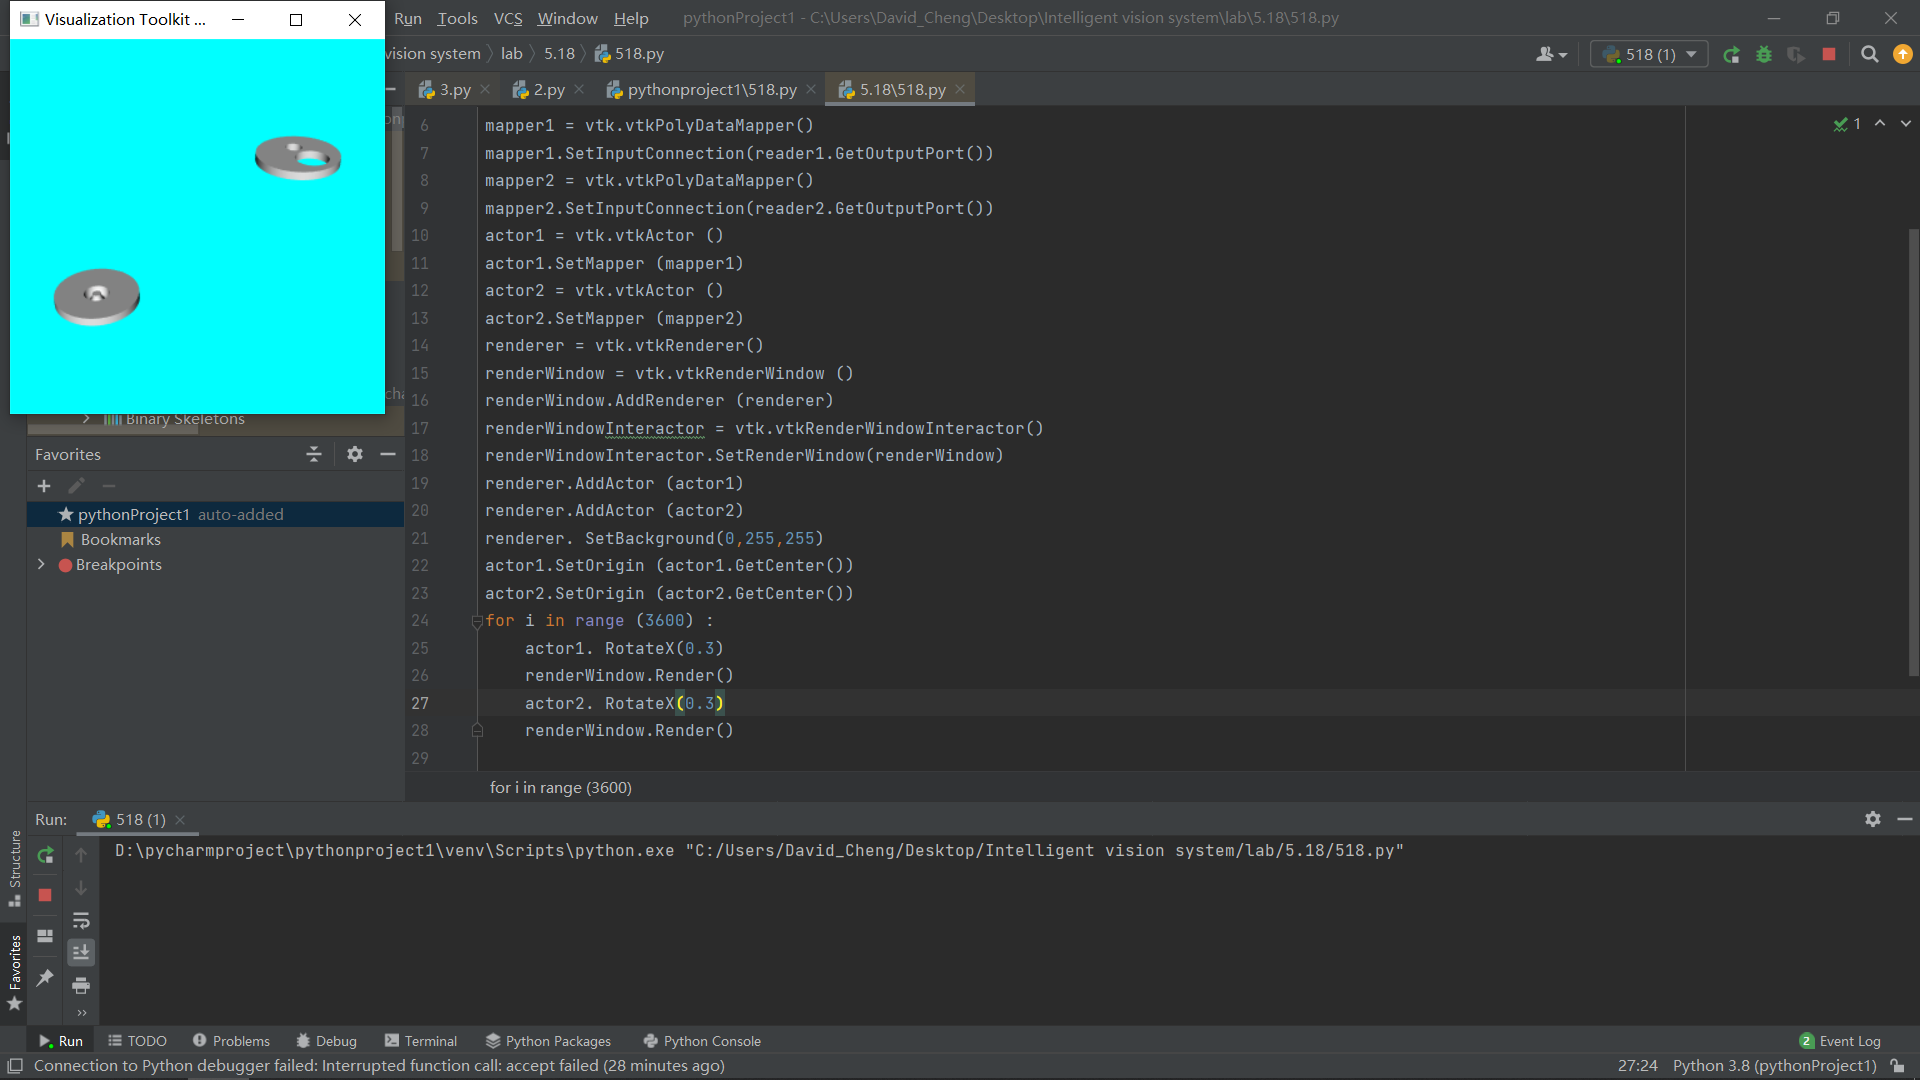 Visualization Toolkit ...
Run Tools VCS Window Help
pythonProject1 - C:\Users\David_Cheng\Desktop\Intelligent vision system\lab\5.18\518.py
vision system lab 5.18 518.py
518 (1)
3.py 2.py pythonproject1\518.py 5.18\518.py
1
6 mapper1 = vtk.vtkPolyDataMapper()
7 mapper1.SetInputConnection(reader1.GetOutputPort())
8 mapper2 = vtk.vtkPolyDataMapper()
9 mapper2.SetInputConnection(reader2.GetOutputPort())
10 actor1 = vtk.vtkActor ()
11 actor1.SetMapper (mapper1)
12 actor2 = vtk.vtkActor ()
13 actor2.SetMapper (mapper2)
14 renderer = vtk.vtkRenderer()
15 renderWindow = vtk.vtkRenderWindow ()
16 renderWindow.AddRenderer (renderer)
17 renderWindowInteractor = vtk.vtkRenderWindowInteractor()
18 renderWindowInteractor.SetRenderWindow(renderWindow)
19 renderer.AddActor (actor1)
20 renderer.AddActor (actor2)
21 renderer. SetBackground(0,255,255)
22 actor1.SetOrigin (actor1.GetCenter())
23 actor2.SetOrigin (actor2.GetCenter())
24 for i in range (3600) :
25 actor1. RotateX(0.3)
26 renderWindow.Render()
27 actor2. RotateX(0.3)
28 renderWindow.Render()
29
for i in range (3600)
Binary Skeletons
Favorites
pythonProject1 auto-added
Bookmarks
Breakpoints
Run: 518 (1)
D:\pycharmproject\pythonproject1\venv\Scripts\python.exe "C:/Users/David_Cheng/Desktop/Intelligent vision system/lab/5.18/518.py"
Structure
Favorites
Run TODO Problems Debug Terminal Python Packages Python Console
2 Event Log
Connection to Python debugger failed: Interrupted function call: accept failed (28 minutes ago)
27:24 Python 3.8 (pythonProject1)